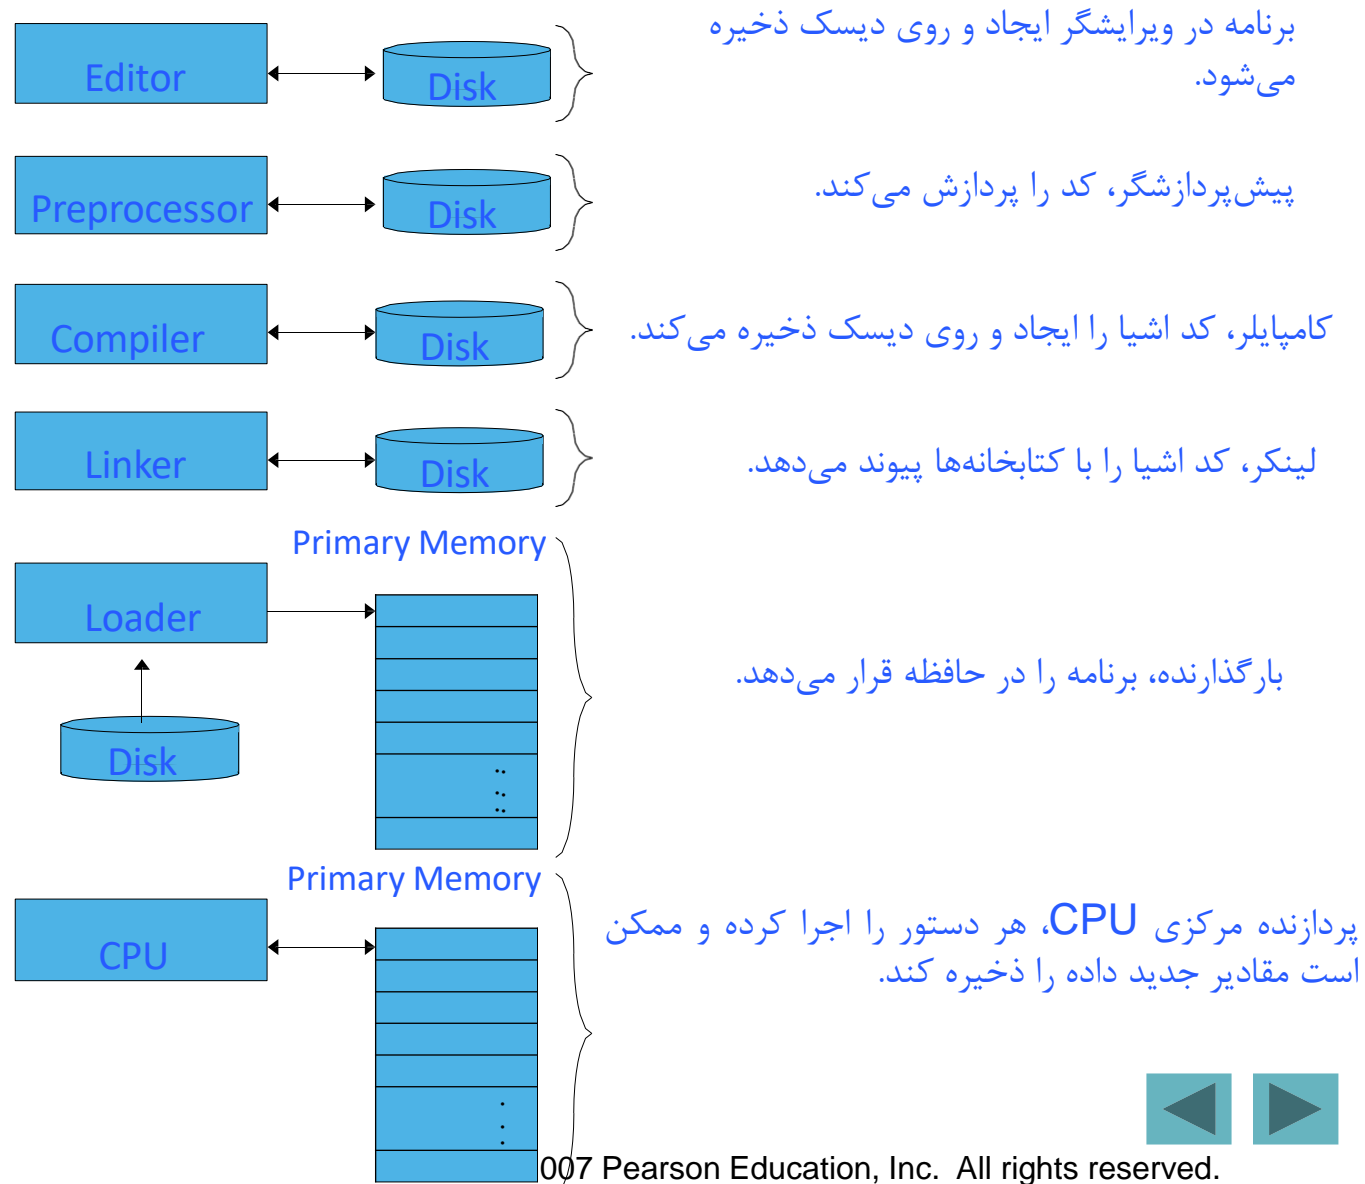 Editor
Disk
برنامه در ویرایشگر ایجاد و روی دیسک ذخیره
می‌شود.
Preprocessor
Disk
پیش‌پردازشگر، کد را پردازش می‌کند.
Compiler
Disk
کامپایلر، کد اشیا را ایجاد و روی دیسک ذخیره می‌کند.
Linker
Disk
لینکر، کد اشیا را با کتابخانه‌ها پیوند می‌دهد.
Primary Memory
Loader
Disk
بارگذارنده، برنامه را در حافظه قرار می‌دهد.
Primary Memory
CPU
پردازنده مرکزی CPU، هر دستور را اجرا کرده و ممکن
است مقادیر جدید داده را ذخیره کند.
007 Pearson Education, Inc. All rights reserved.